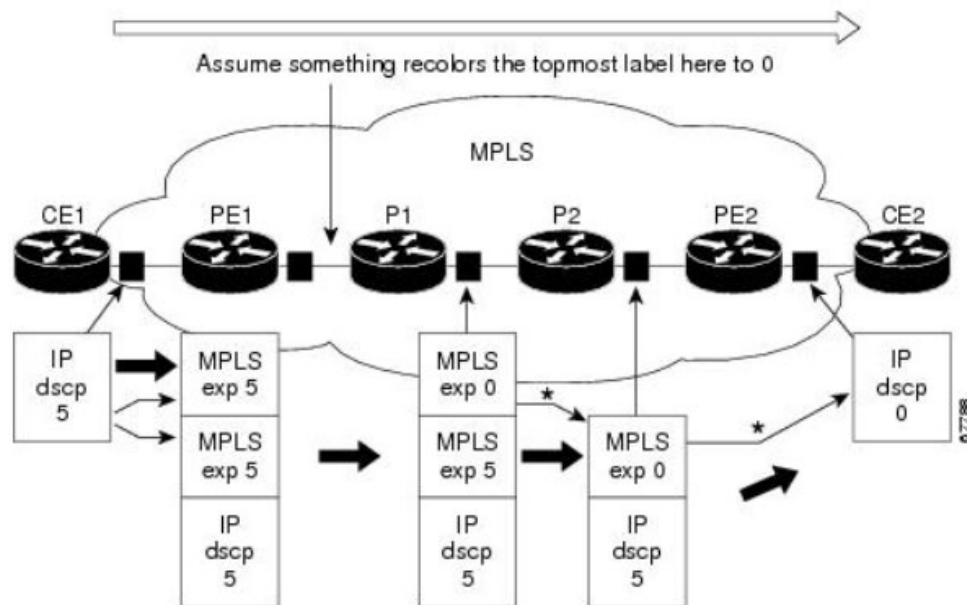 Assume something recolors the topmost label here to 0
MPLS
CE1
PE1
P1
P2
PE2
CE2
IP
dscp
5
MPLS
exp 5
MPLS
exp 5
IP
dscp
5
MPLS
exp 0
MPLS
exp 5
IP
dscp
5
*
MPLS
exp 0
IP
dscp
5
*
IP
dscp
0
67788